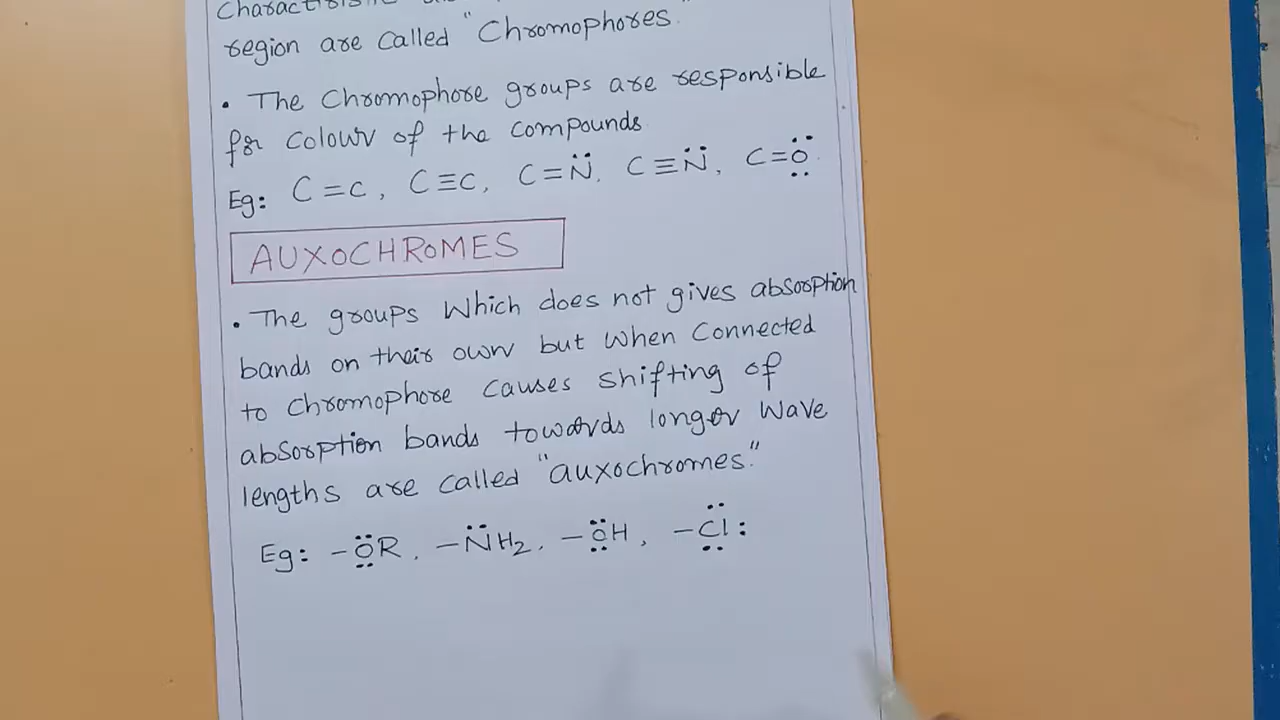 region are called "Chromophores"
• The Chromophore groups are responsible
for colour of the compounds
Eg: C=C, C≡C, C=N̈, C≡N̈, C=Ö̤
AUXOCHROMES
• The groups which does not gives absorption
bands on their own but when connected
to chromophore causes shifting of
absorption bands towards longer wave
lengths are called "auxochromes."
Eg: -Ö̤R, -N̈H₂, -Ö̤H, -C̤̈l: